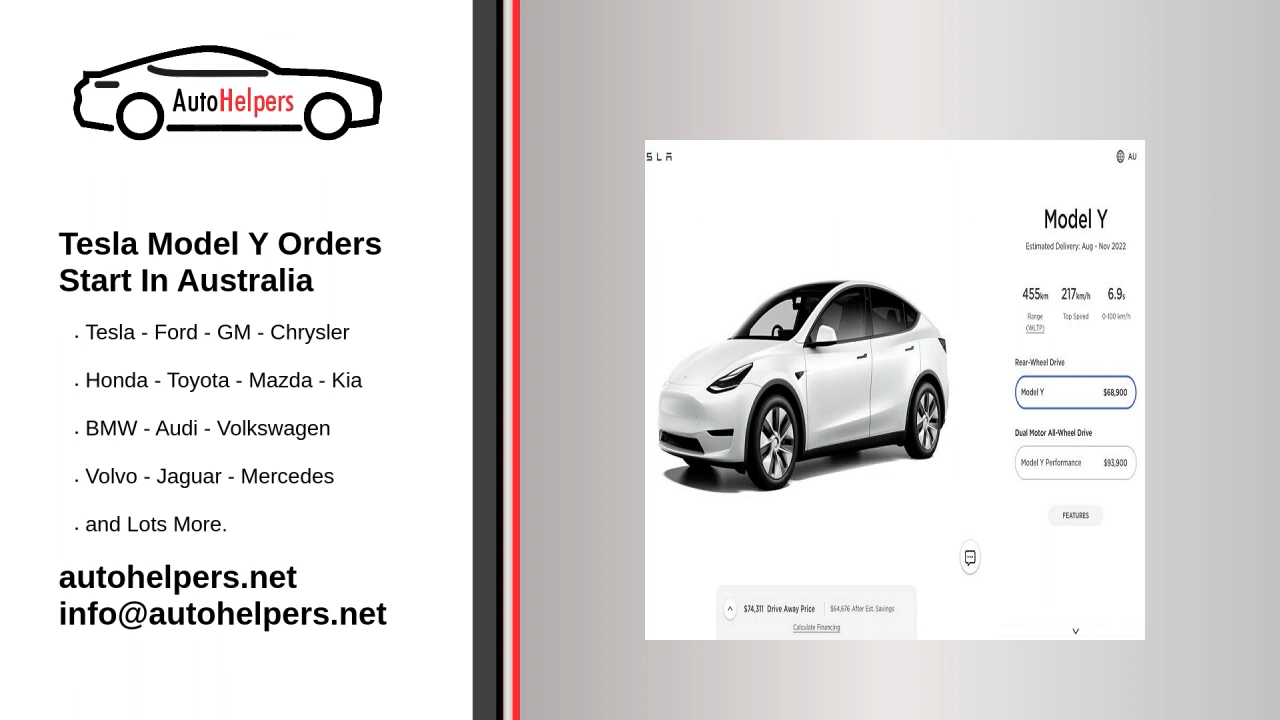 AutoHelpers
Tesla Model Y Orders
Start In Australia
. Tesla - Ford - GM - Chrysler
. Honda - Toyota - Mazda - Kia
. BMW - Audi - Volkswagen
. Volvo - Jaguar - Mercedes
. and Lots More.
autohelpers.net
info@autohelpers.net
SLA
AU
Model Y
Estimated Delivery: Aug - Nov 2022
455km 217km/h 6.9s
Range Top Speed 0-100 km/h
(WLTP)
Rear-Wheel Drive
Model Y $68,900
Dual Motor All-Wheel Drive
Model Y Performance $93,900
FEATURES
$74,311 Drive Away Price $64,676 After Est. Savings
Calculate Financing